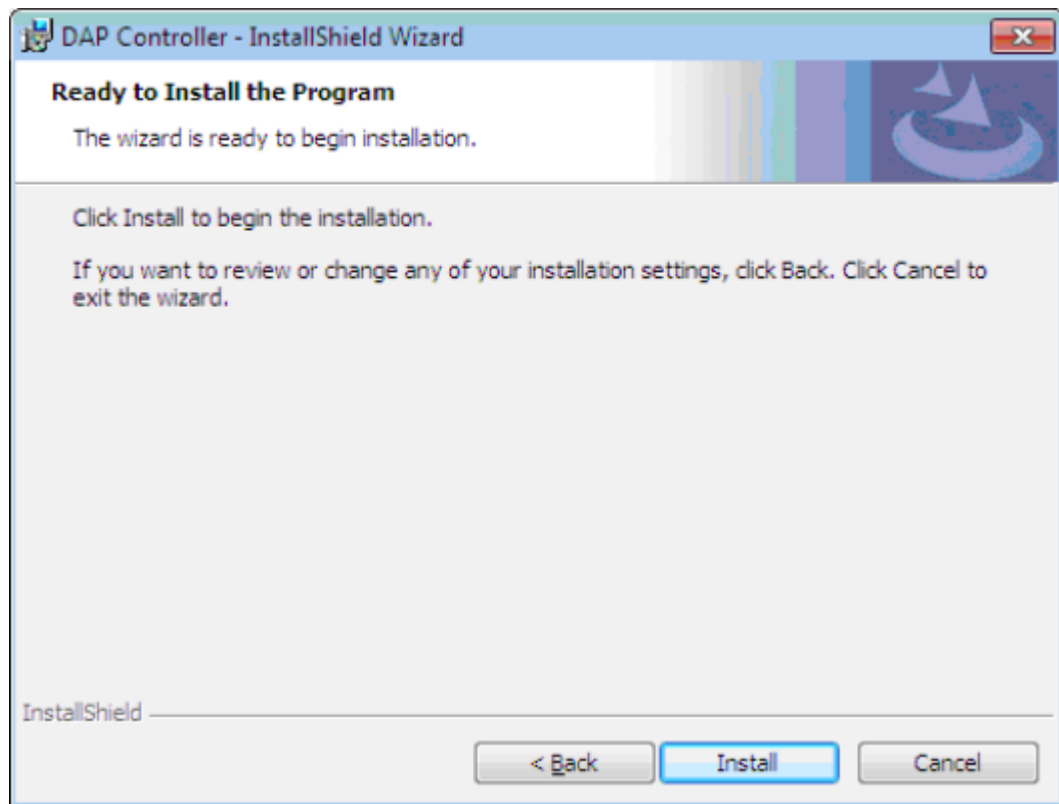 DAP Controller - InstallShield Wizard
Ready to Install the Program
The wizard is ready to begin installation.
Click Install to begin the installation.
If you want to review or change any of your installation settings, click Back. Click Cancel to
exit the wizard.
InstallShield
< Back
Install
Cancel